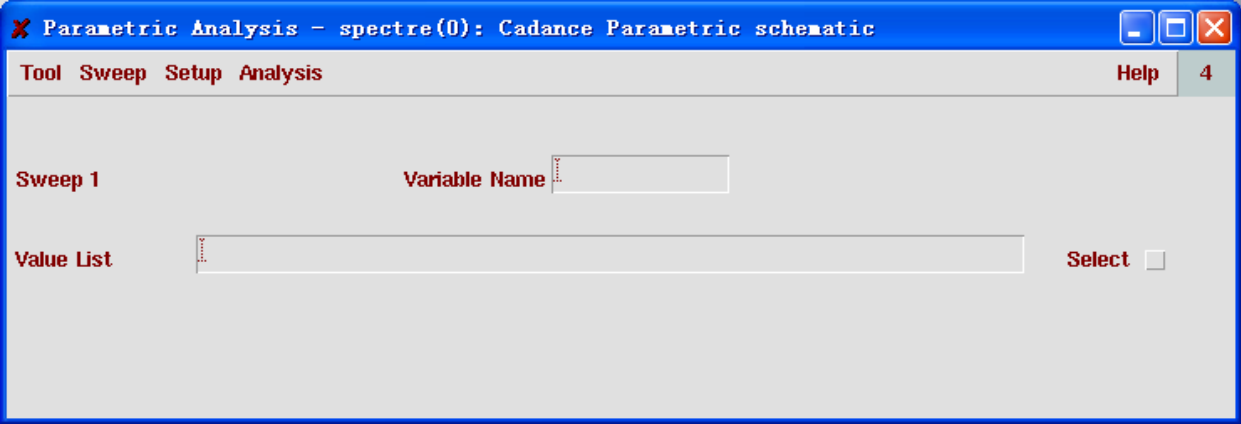 Parametric Analysis - spectre(0): Cadance Parametric schematic
Tool Sweep Setup Analysis Help 4
Sweep 1 Variable Name
Value List Select